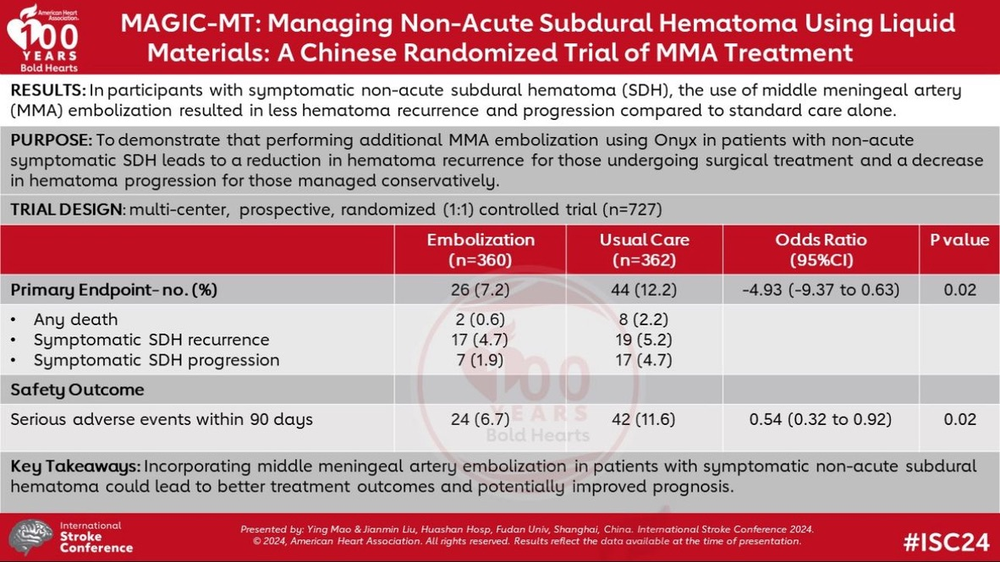 American Heart Association.
100
YEARS
Bold Hearts
MAGIC-MT: Managing Non-Acute Subdural Hematoma Using Liquid
Materials: A Chinese Randomized Trial of MMA Treatment
RESULTS: In participants with symptomatic non-acute subdural hematoma (SDH), the use of middle meningeal artery
(MMA) embolization resulted in less hematoma recurrence and progression compared to standard care alone.
PURPOSE: To demonstrate that performing additional MMA embolization using Onyx in patients with non-acute
symptomatic SDH leads to a reduction in hematoma recurrence for those undergoing surgical treatment and a decrease
in hematoma progression for those managed conservatively.
TRIAL DESIGN: multi-center, prospective, randomized (1:1) controlled trial (n=727)
Embolization (n=360) Usual Care (n=362) Odds Ratio (95%CI) P value
Primary Endpoint- no. (%) 26 (7.2) 44 (12.2) -4.93 (-9.37 to 0.63) 0.02
• Any death 2 (0.6) 8 (2.2)
• Symptomatic SDH recurrence 17 (4.7) 19 (5.2)
• Symptomatic SDH progression 7 (1.9) 17 (4.7)
Safety Outcome
Serious adverse events within 90 days 24 (6.7) 42 (11.6) 0.54 (0.32 to 0.92) 0.02
100
YEARS
Bold Hearts
Key Takeaways: Incorporating middle meningeal artery embolization in patients with symptomatic non-acute subdural
hematoma could lead to better treatment outcomes and potentially improved prognosis.
International
Stroke
Conference
Presented by: Ying Mao & Jianmin Liu, Huashan Hosp, Fudan Univ, Shanghai, China. International Stroke Conference 2024.
© 2024, American Heart Association. All rights reserved. Results reflect the data available at the time of presentation.
#ISC24